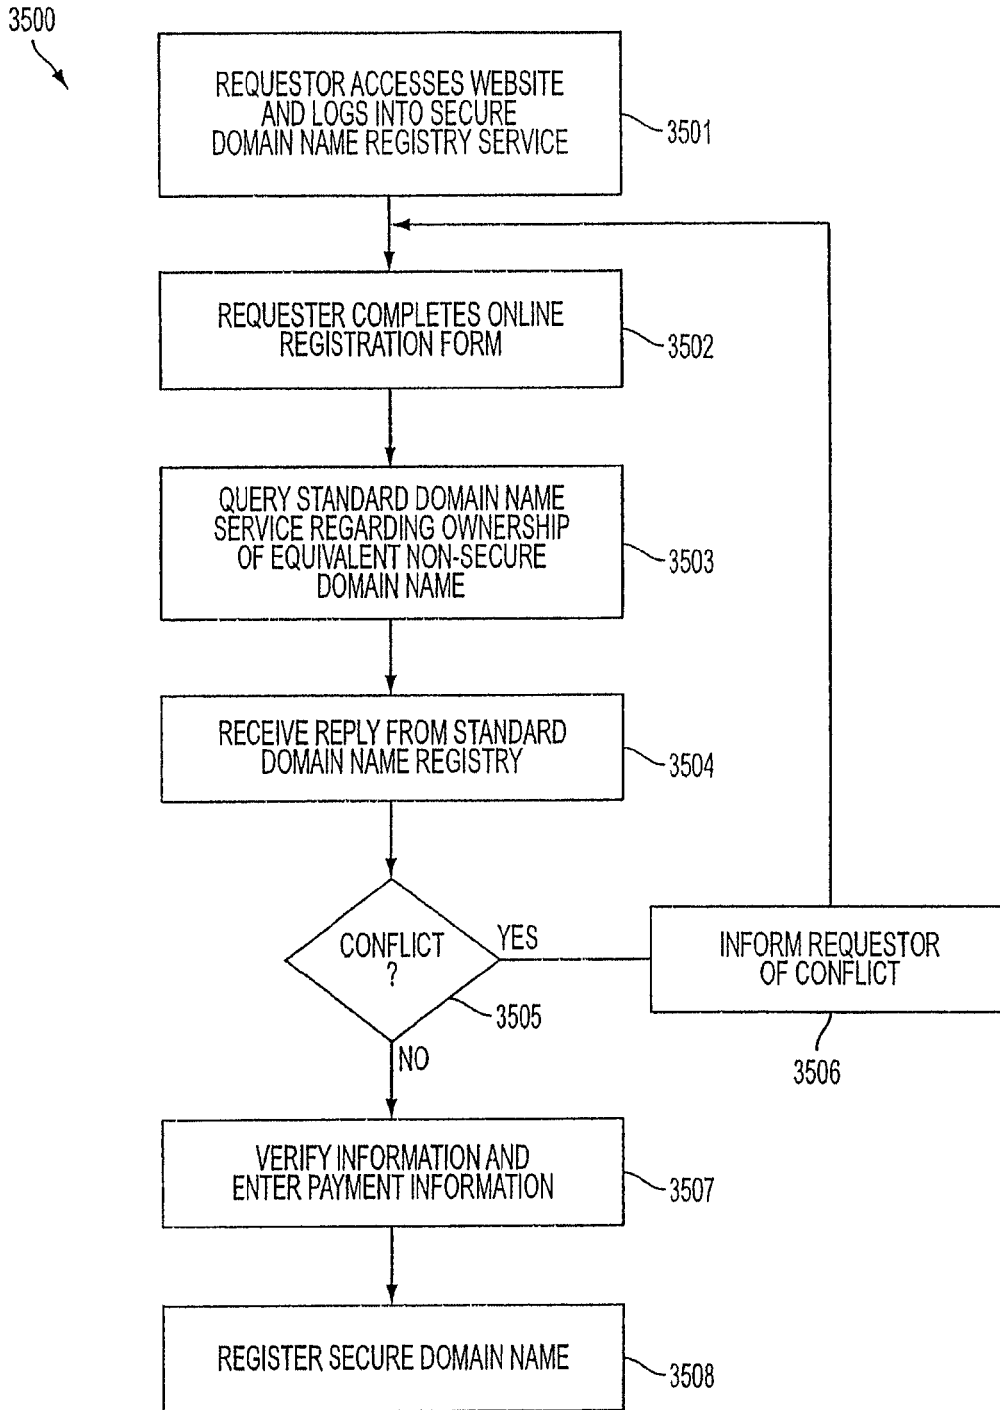 3500
REQUESTOR ACCESSES WEBSITE
AND LOGS INTO SECURE
DOMAIN NAME REGISTRY SERVICE
3501
REQUESTER COMPLETES ONLINE
REGISTRATION FORM
3502
QUERY STANDARD DOMAIN NAME
SERVICE REGARDING OWNERSHIP
OF EQUIVALENT NON-SECURE
DOMAIN NAME
3503
RECEIVE REPLY FROM STANDARD
DOMAIN NAME REGISTRY
3504
CONFLICT
?
YES
3505
INFORM REQUESTOR
OF CONFLICT
3506
NO
VERIFY INFORMATION AND
ENTER PAYMENT INFORMATION
3507
REGISTER SECURE DOMAIN NAME
3508